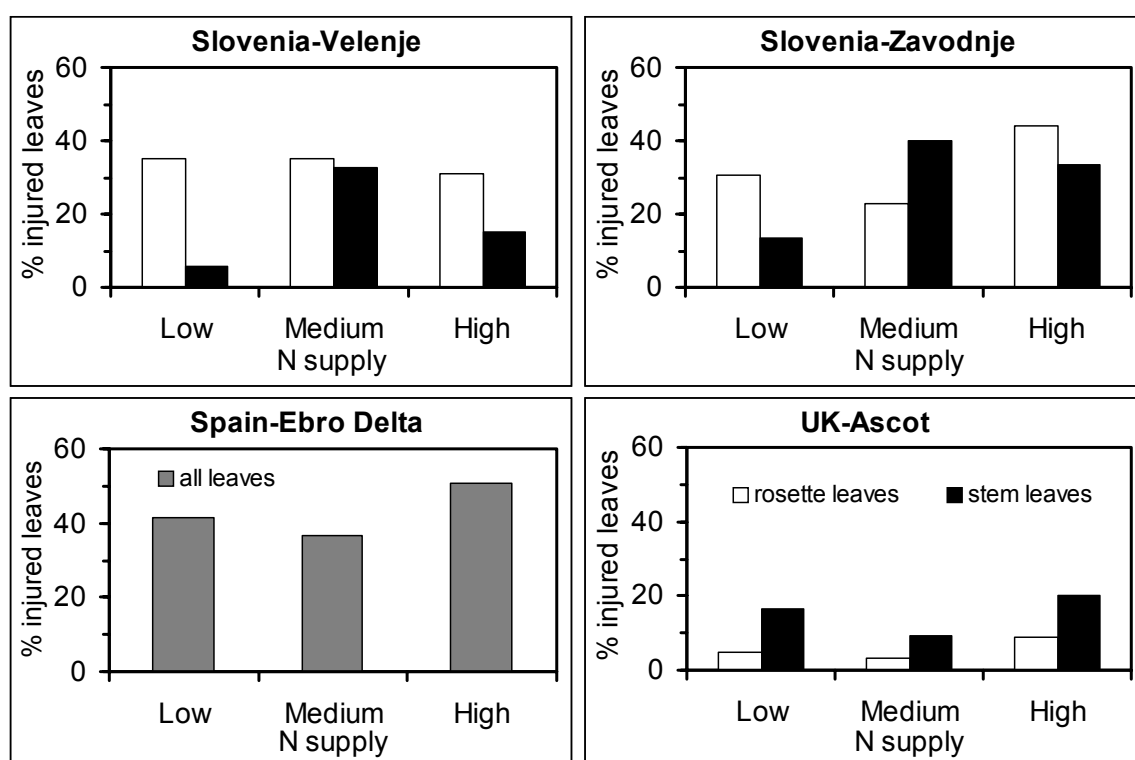 Slovenia-Velenje
% injured leaves
60
40
20
0
Low Medium High
N supply
Slovenia-Zavodnje
% injured leaves
60
40
20
0
Low Medium High
N supply
Spain-Ebro Delta
% injured leaves
60
40
20
0
all leaves
Low Medium High
N supply
UK-Ascot
% injured leaves
60
40
20
0
rosette leaves stem leaves
Low Medium High
N supply